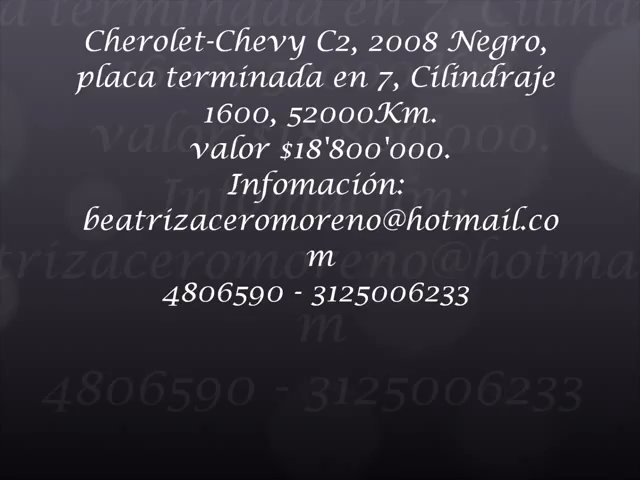 Cherolet-Chevy C2, 2008 Negro,
placa terminada en 7, Cilindraje
1600, 52000Km.
valor $18'800'000.
Infomación:
beatrizaceromoreno@hotmail.co
m
4806590 - 3125006233